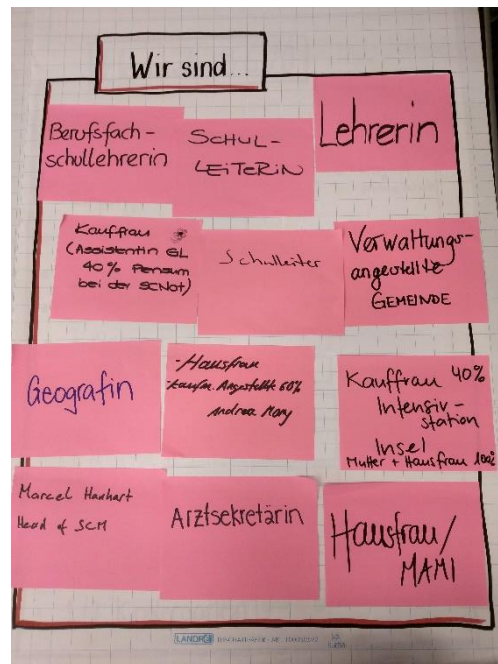 Wir sind...
Berufsfach-
schullehrerin
SCHUL-
LEITERIN
Lehrerin
Kauffrau
(Assistentin GL
40% Pensum
bei der SCNot)
Schulleiter
Verwaltungs-
angestellte
GEMEINDE
Geografin
-Hausfrau
-kaufm. Angestellte 60%
Andrea
Kauffrau 40%
Intensiv-
station
Insel
Mutter + Hausfrau 100%
Marcel Hanhart
Head of SCM
Arztsekretärin
Hausfrau/
MAMI
LANDRÉ